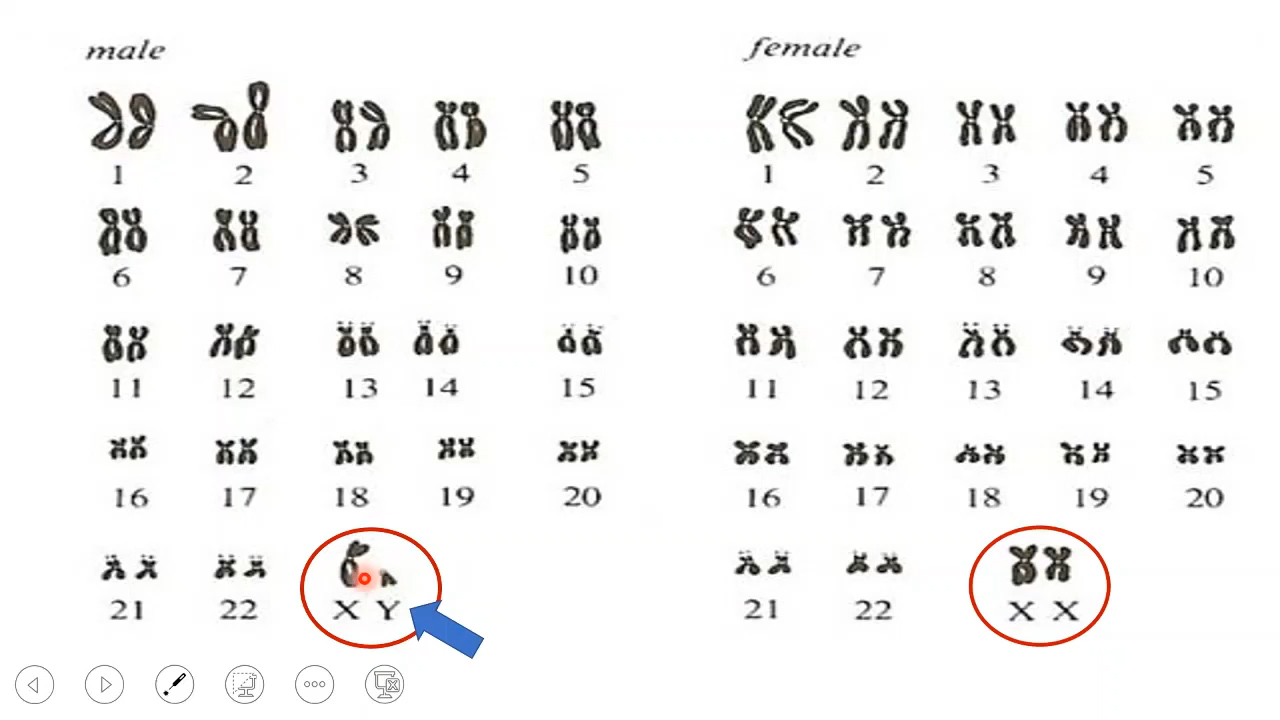 male
1 2 3 4 5
6 7 8 9 10
11 12 13 14 15
16 17 18 19 20
21 22 X Y
female
1 2 3 4 5
6 7 8 9 10
11 12 13 14 15
16 17 18 19 20
21 22 X X